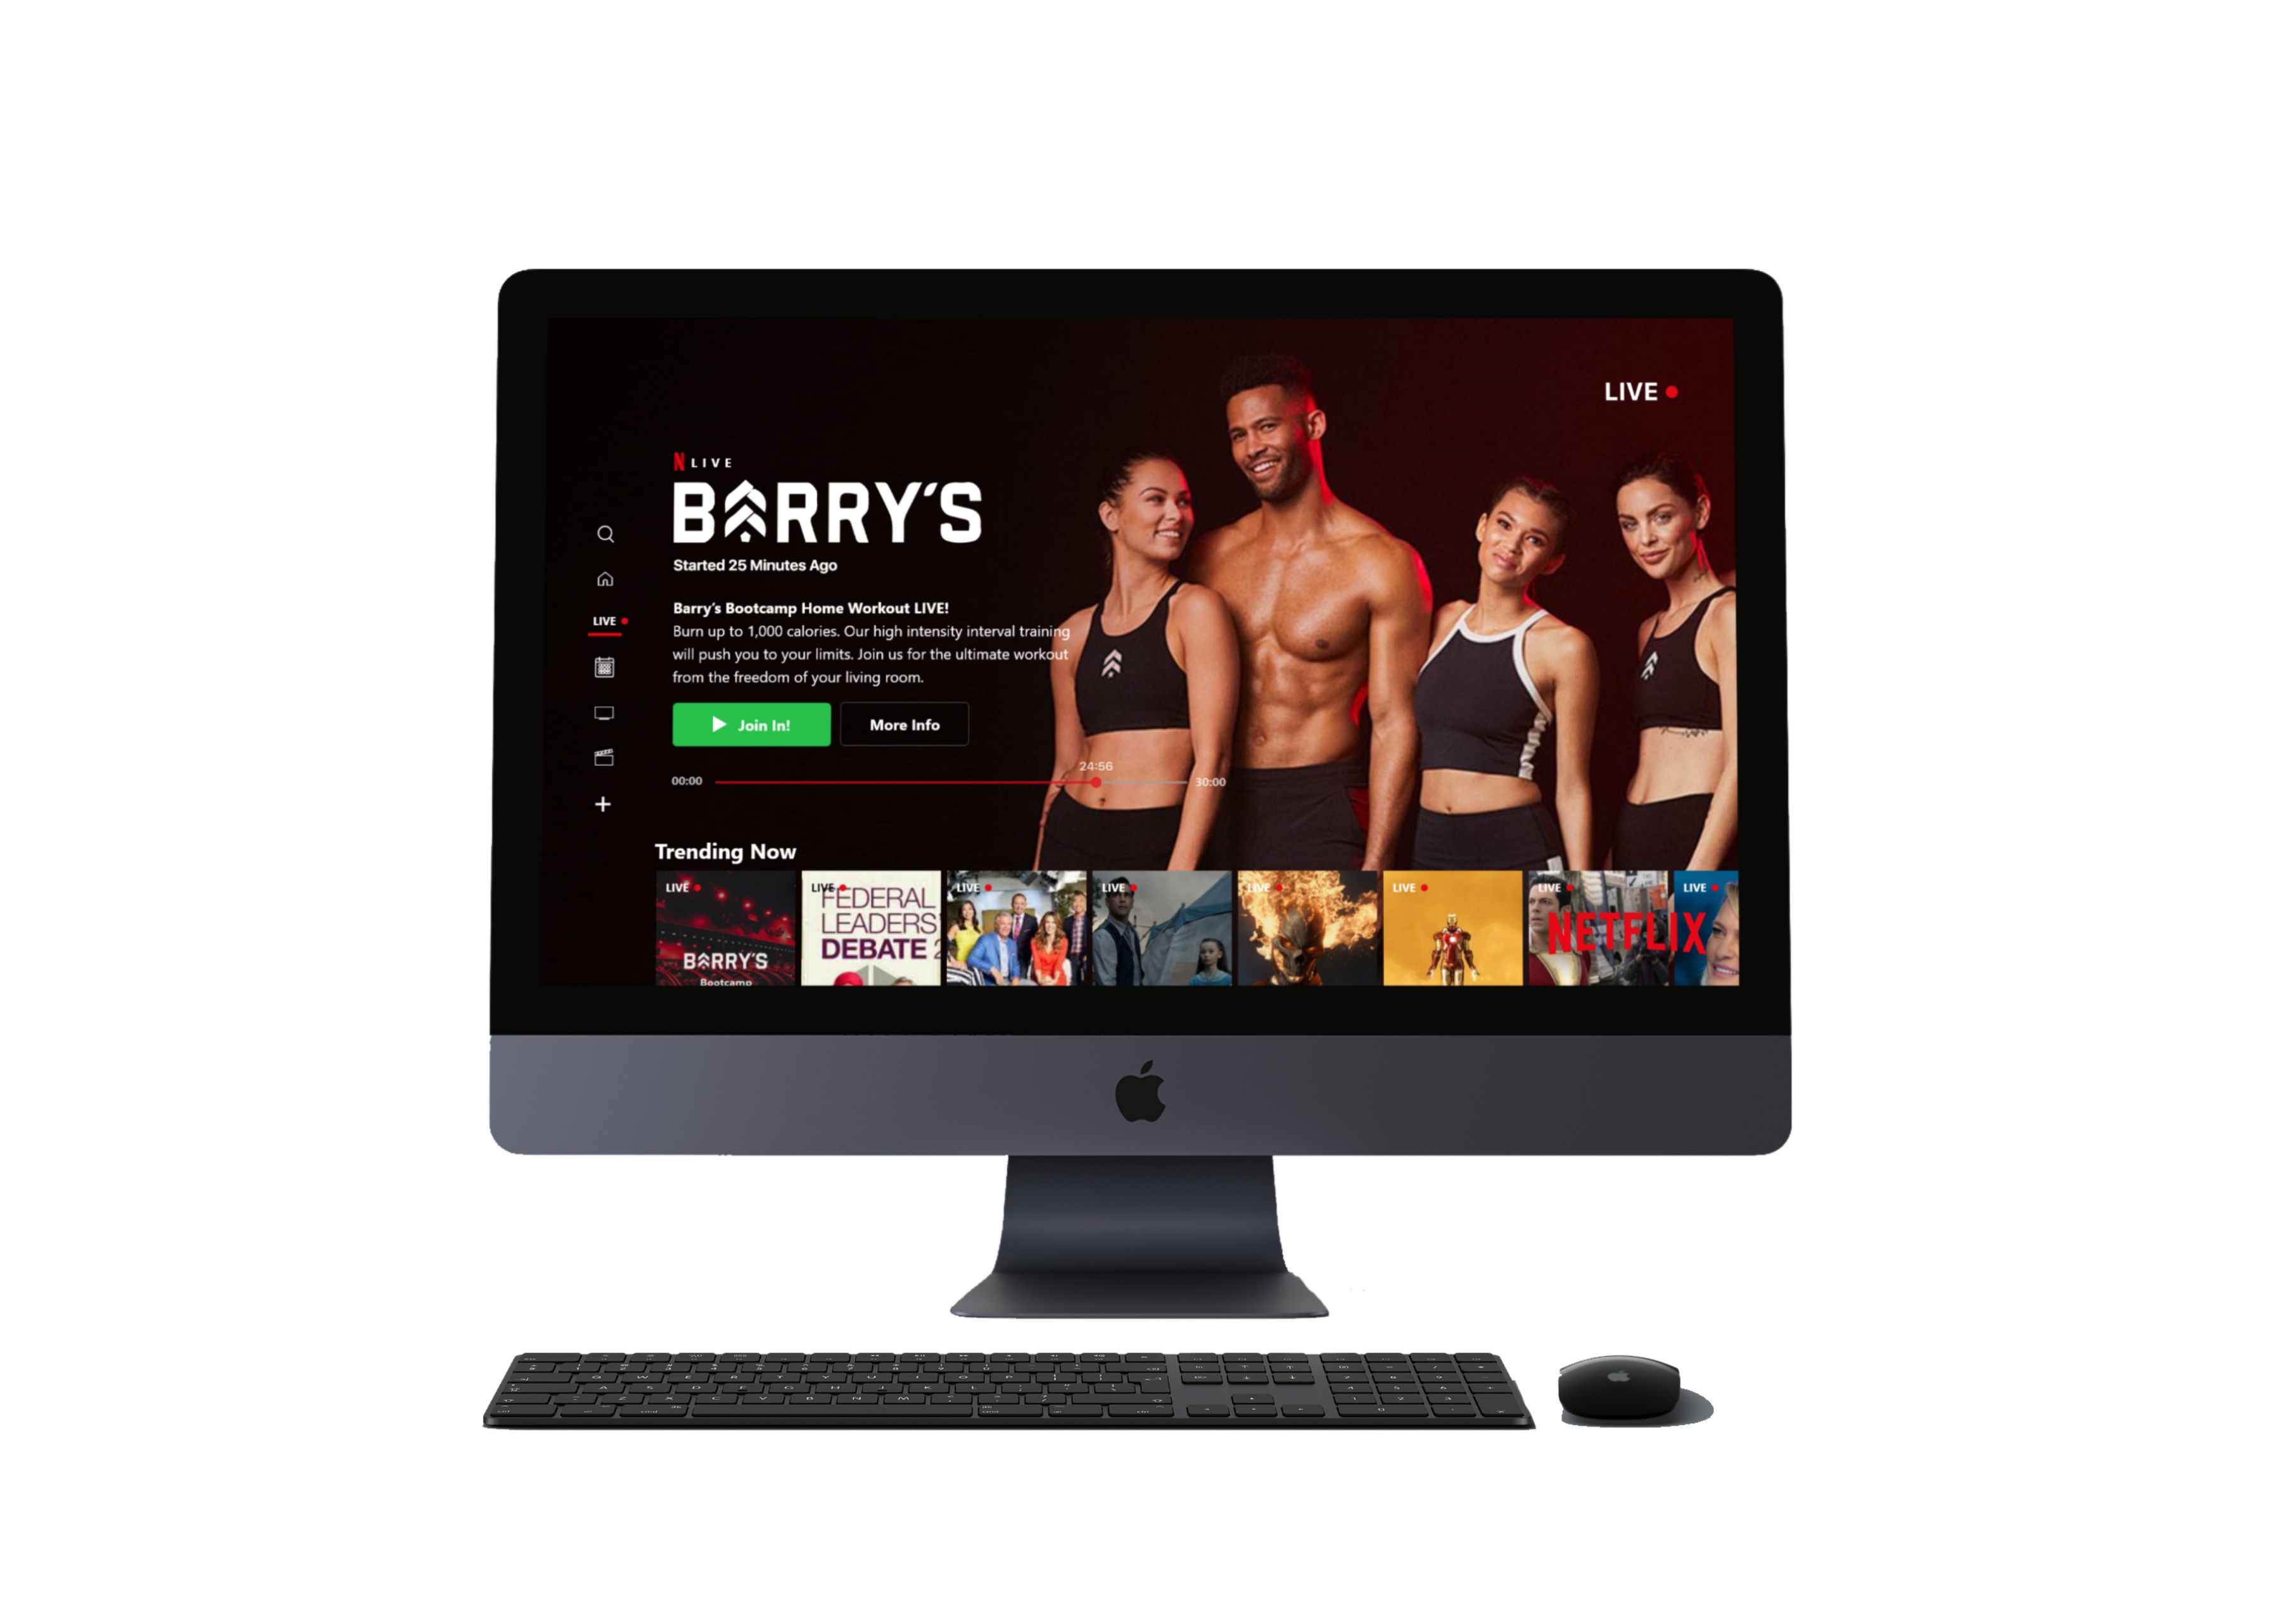 LIVE
N LIVE
BARRY'S
Started 25 Minutes Ago
LIVE
Barry's Bootcamp Home Workout LIVE!
Burn up to 1,000 calories. Our high intensity interval training
will push you to your limits. Join us for the ultimate workout
from the freedom of your living room.
Join In!
More Info
24:56
00:00
30:00
Trending Now
LIVE
LIVE
LIVE
LIVE
LIVE
LIVE
LIVE
LIVE
BARRY'S
Bootcamp
FEDERAL
LEADERS'
DEBATE 2
NETFLIX